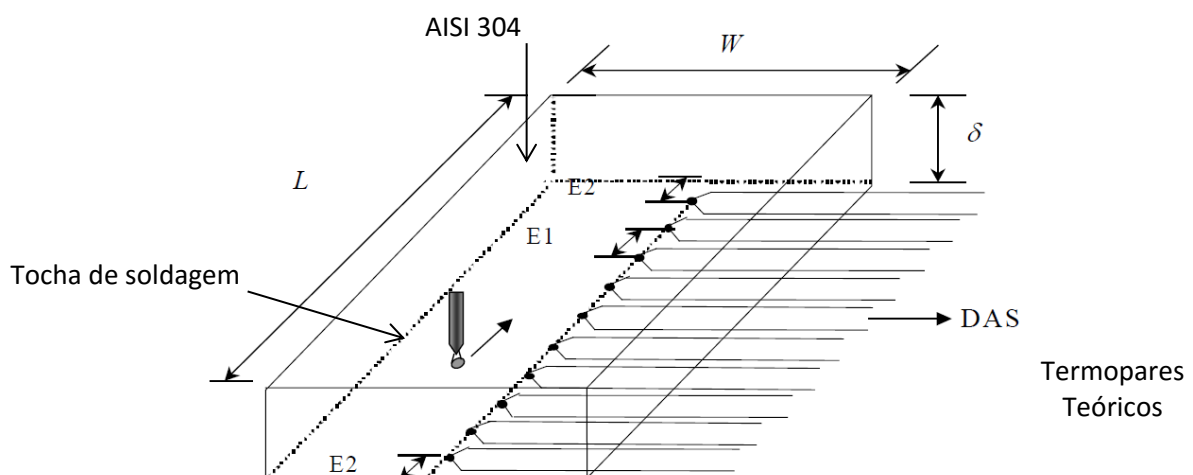 AISI 304
W
δ
L
E2
E1
Tocha de soldagem
DAS
Termopares
Teóricos
E2